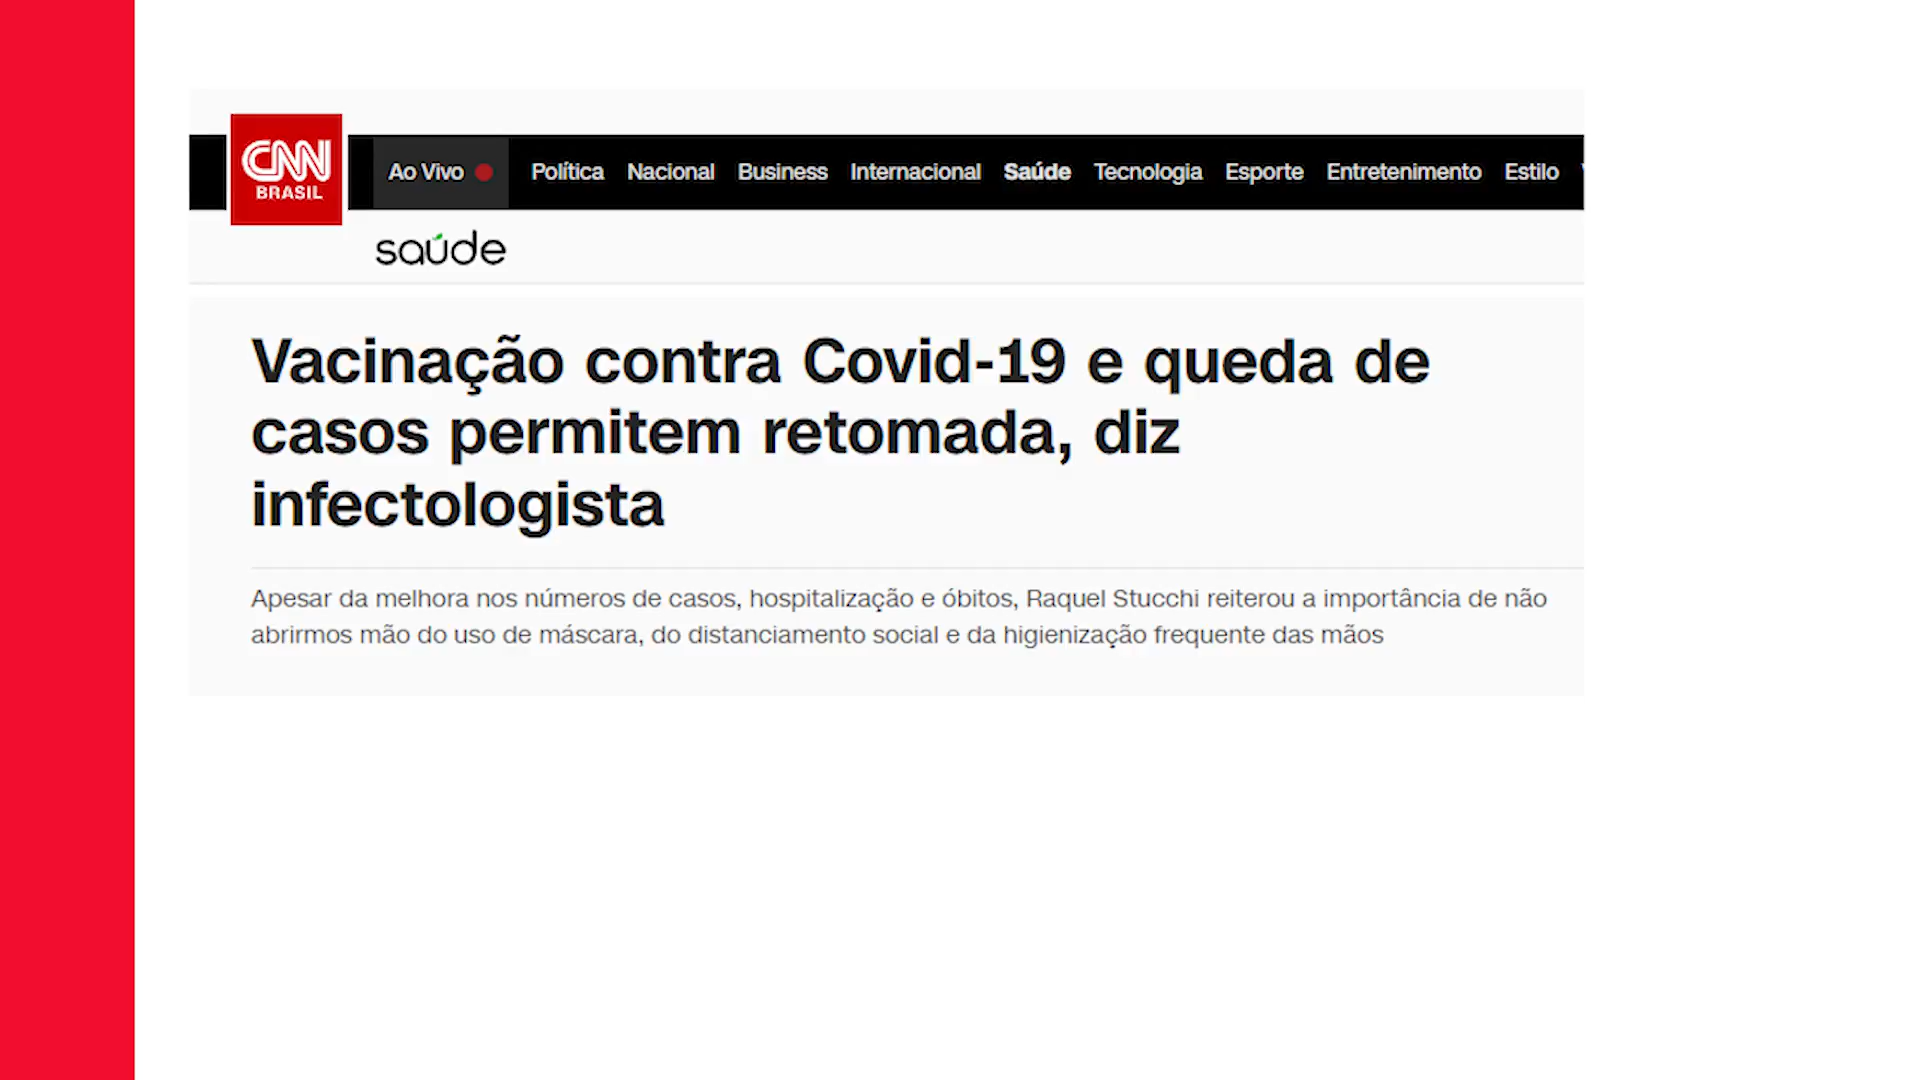 CNN
BRASIL
Ao Vivo Política Nacional Business Internacional Saúde Tecnologia Esporte Entretenimento Estilo
saúde
Vacinação contra Covid-19 e queda de
casos permitem retomada, diz
infectologista
Apesar da melhora nos números de casos, hospitalização e óbitos, Raquel Stucchi reiterou a importância de não
abrirmos mão do uso de máscara, do distanciamento social e da higienização frequente das mãos